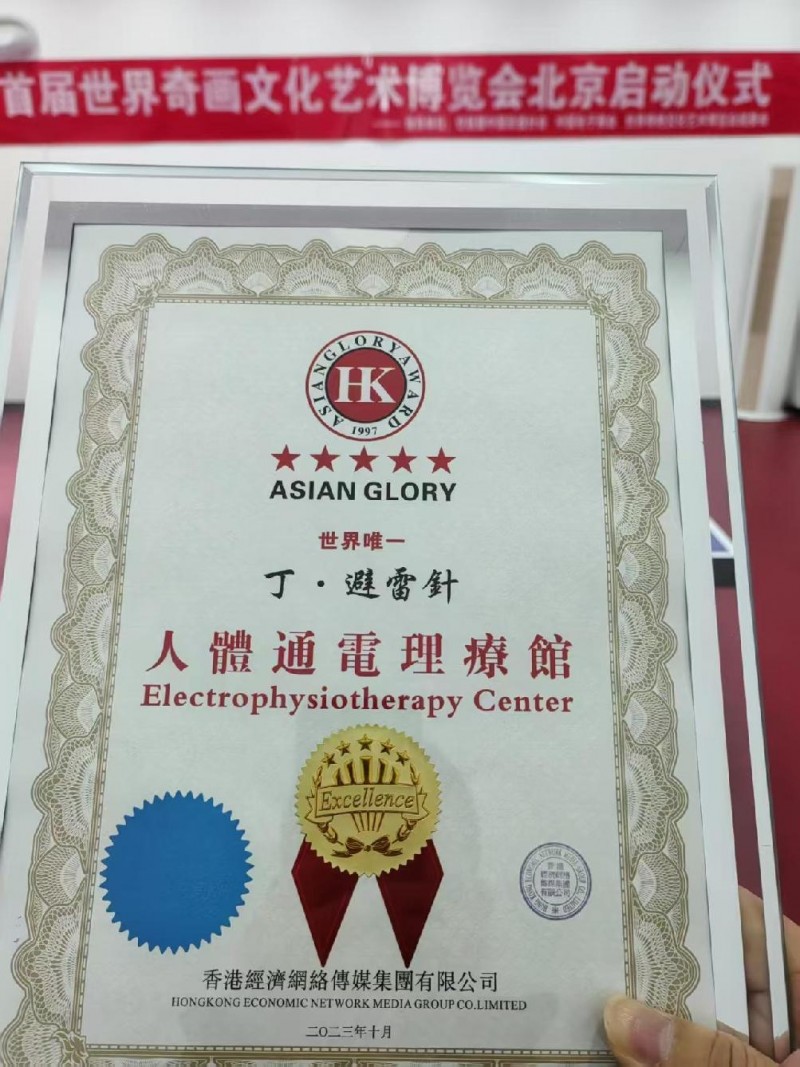 首届世界奇画文化艺术博览会北京启动仪式
ASIAN GLORY AWARD
HK
1997
ASIAN GLORY
世界唯一
丁·避雷針
人體通電理療館
Electrophysiotherapy Center
Excellence
香港經濟網絡傳媒集團有限公司
HONGKONG ECONOMIC NETWORK MEDIA GROUP CO.LIMITED
二〇二三年十月